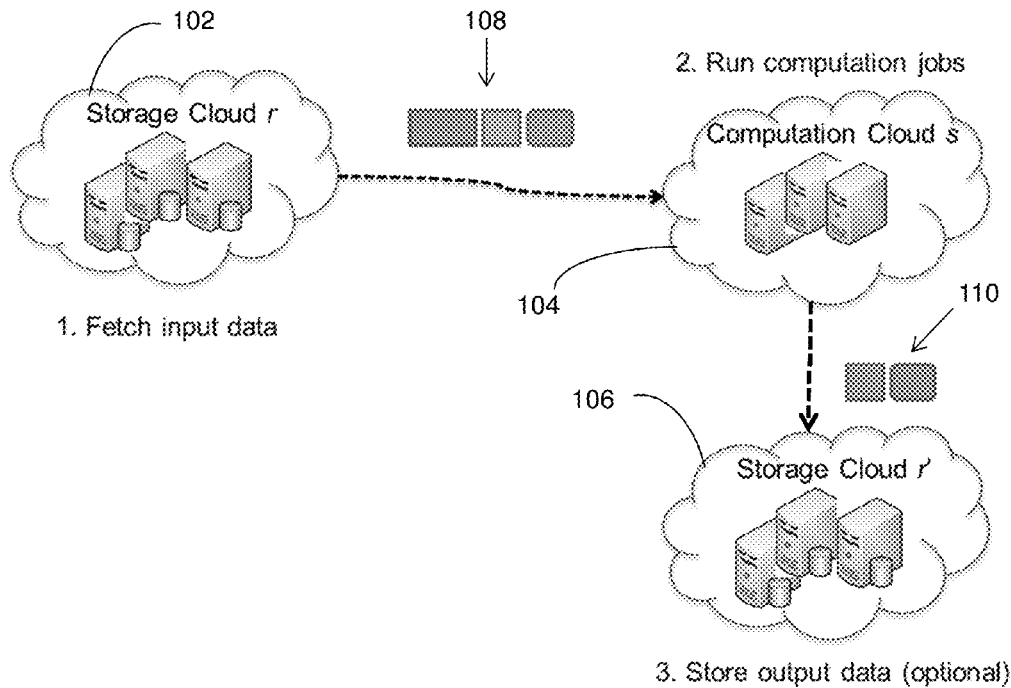 102
108
2. Run computation jobs
Storage Cloud r
Computation Cloud s
104
110
1. Fetch input data
106
Storage Cloud r'
3. Store output data (optional)